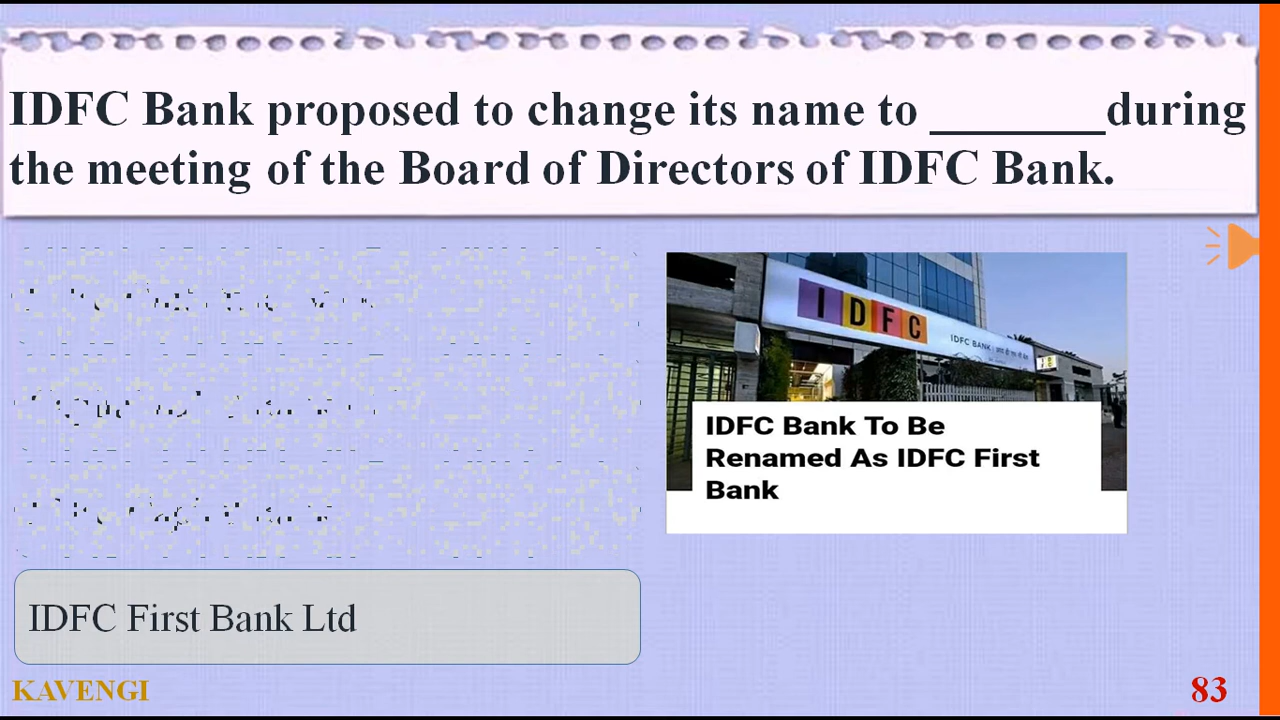 IDFC Bank proposed to change its name to _______during
the meeting of the Board of Directors of IDFC Bank.
IDFC
IDFC BANK
IDFC Bank To Be
Renamed As IDFC First
Bank
IDFC First Bank Ltd
KAVENGI
83